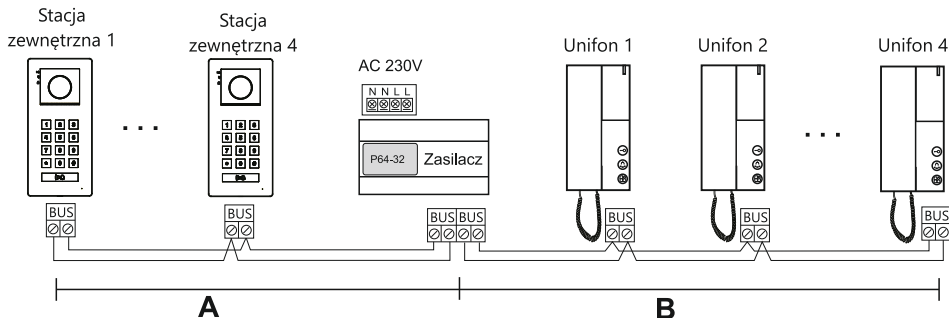 Stacja
zewnętrzna 1
Stacja
zewnętrzna 4
AC 230V
N N L L
P64-32
Zasilacz
Unifon 1
Unifon 2
Unifon 4
BUS
BUS
BUS BUS
BUS
BUS
BUS
A
B